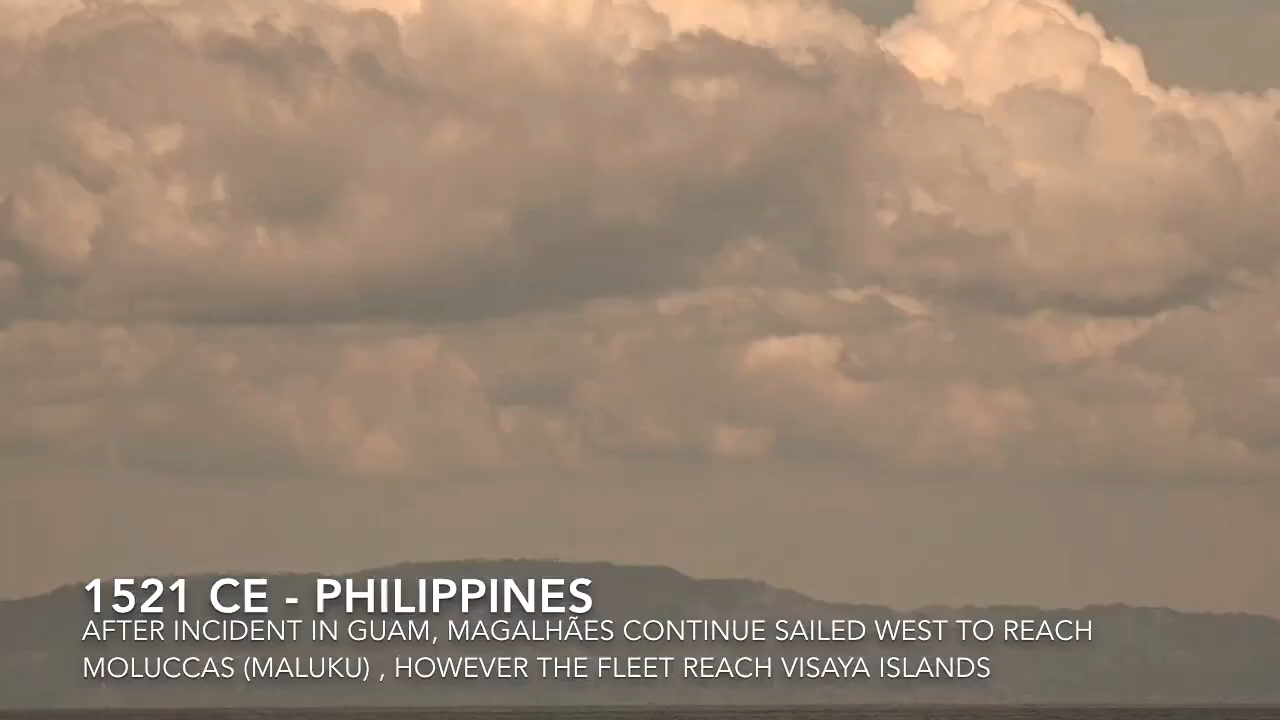 1521 CE - PHILIPPINES
AFTER INCIDENT IN GUAM, MAGALHÃES CONTINUE SAILED WEST TO REACH
MOLUCCAS (MALUKU) , HOWEVER THE FLEET REACH VISAYA ISLANDS